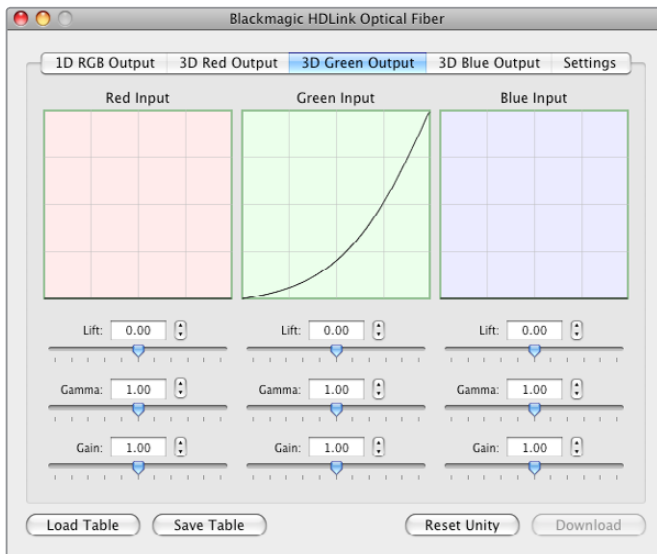 Blackmagic HDLink Optical Fiber
1D RGB Output 3D Red Output 3D Green Output 3D Blue Output Settings
Red Input Green Input Blue Input
Lift: 0.00 Lift: 0.00 Lift: 0.00
Gamma: 1.00 Gamma: 1.00 Gamma: 1.00
Gain: 1.00 Gain: 1.00 Gain: 1.00
Load Table Save Table Reset Unity Download